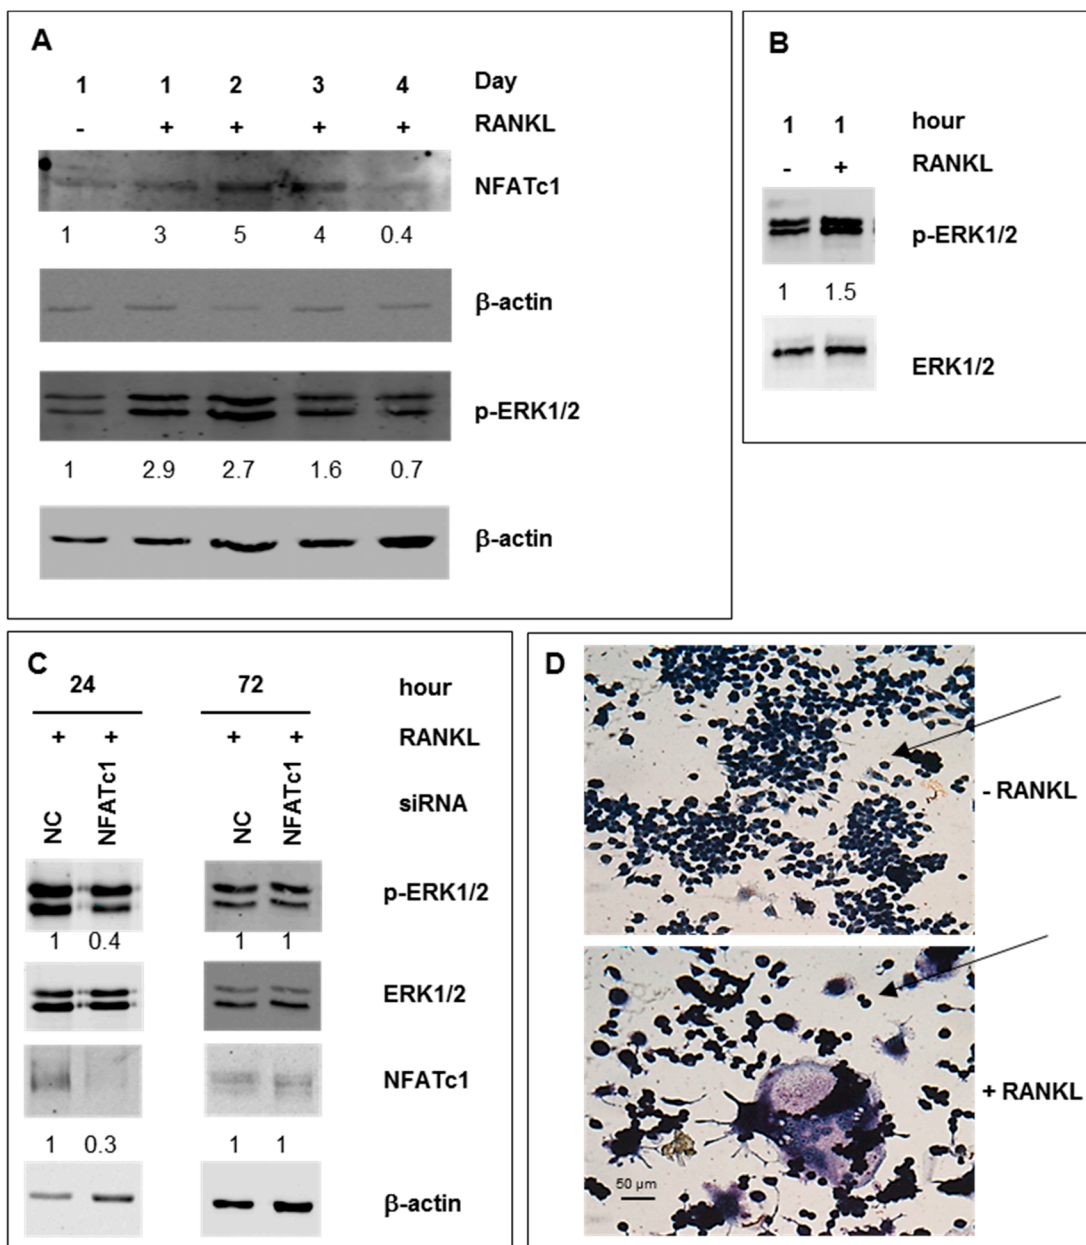 A
1 1 2 3 4 Day
- + + + + RANKL
NFATc1
1 3 5 4 0.4
β-actin
p-ERK1/2
1 2.9 2.7 1.6 0.7
β-actin
B
1 1 hour
- + RANKL
p-ERK1/2
1 1.5
ERK1/2
C
24 72 hour
+ + + + RANKL
NC NFATc1 NC NFATc1 siRNA
p-ERK1/2
1 0.4 1 1
ERK1/2
NFATc1
1 0.3 1 1
β-actin
D
- RANKL
+ RANKL
50 μm